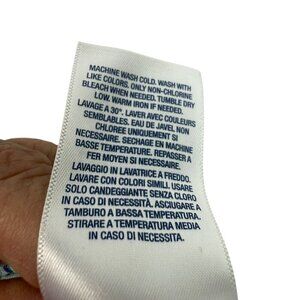 MACHINE WASH COLD. WASH WITH
LIKE COLORS. ONLY NON-CHLORINE
BLEACH WHEN NEEDED. TUMBLE DRY
LOW. WARM IRON IF NEEDED.
LAVAGE A 30°. LAVER AVEC COULEURS
SEMBLABLES. EAU DE JAVEL NON
CHLOREE UNIQUEMENT SI
NECESSAIRE. SECHAGE EN MACHINE
BASSE TEMPERATURE. REPASSER A
FER MOYEN SI NECESSAIRE.
LAVAGGIO IN LAVATRICE A FREDDO.
LAVARE CON COLORI SIMILI. USARE
SOLO CANDEGGIANTE SENZA CLORO
IN CASO DI NECESSITÀ. ASCIUGARE A
TAMBURO A BASSA TEMPERATURA.
STIRARE A TEMPERATURA MEDIA
IN CASO DI NECESSITA.